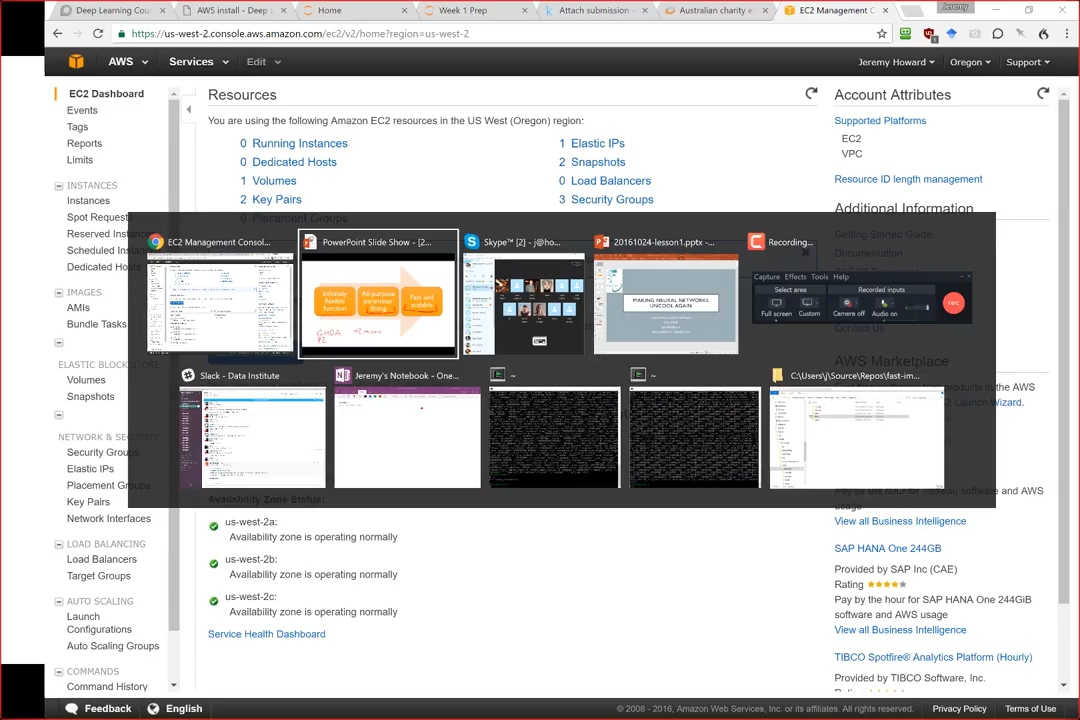 Deep Learning Cou
AWS install - Deep L
Home
Week 1 Prep
Attach submission -
Australian charity e
EC2 Management C
Jeremy
https://us-west-2.console.aws.amazon.com/ec2/v2/home?region=us-west-2
AWS
Services
Edit
Jeremy Howard
Oregon
Support
EC2 Dashboard
Events
Tags
Reports
Limits
INSTANCES
Instances
Spot Requests
Reserved Instances
Scheduled Instan
Dedicated Hosts
IMAGES
AMIs
Bundle Tasks
ELASTIC BLOCK STORE
Volumes
Snapshots
NETWORK & SECURITY
Security Groups
Elastic IPs
Placement Groups
Key Pairs
Network Interfaces
LOAD BALANCING
Load Balancers
Target Groups
AUTO SCALING
Launch
Configurations
Auto Scaling Groups
COMMANDS
Command History
Resources
You are using the following Amazon EC2 resources in the US West (Oregon) region:
0 Running Instances
1 Elastic IPs
0 Dedicated Hosts
2 Snapshots
1 Volumes
0 Load Balancers
2 Key Pairs
3 Security Groups
0 Placement Groups
EC2 Management Consol...
PowerPoint Slide Show - [2...
Infinitely
flexible
function
All-purpose
parameter
fitting
Fast and
scalable
Skype™ [2] - j@ho...
20161024-lesson1.pptx -...
MAKING NEURAL NETWORKS
UNCOOL AGAIN
Recording...
Capture Effects Tools Help
Select area
Recorded inputs
Full screen
Custom
Camera off
Audio on
rec
Slack - Data Institute
Jeremy's Notebook - One...
~
~
C:\Users\j\Source\Repos\fast-im...
Availability Zone Status:
us-west-2a:
Availability zone is operating normally
us-west-2b:
Availability zone is operating normally
us-west-2c:
Availability zone is operating normally
Service Health Dashboard
Account Attributes
Supported Platforms
EC2
VPC
Resource ID length management
Additional Information
Getting Started Guide
Documentation
Contact Us
AWS Marketplace
products in the AWS
Launch Wizard.
and AWS
usage
View all Business Intelligence
SAP HANA One 244GB
Provided by SAP Inc (CAE)
Rating
Pay by the hour for SAP HANA One 244GiB
software and AWS usage
View all Business Intelligence
TIBCO Spotfire® Analytics Platform (Hourly)
Provided by TIBCO Software, Inc.
Feedback
English
© 2008 - 2016, Amazon Web Services, Inc. or its affiliates. All rights reserved.
Privacy Policy
Terms of Use